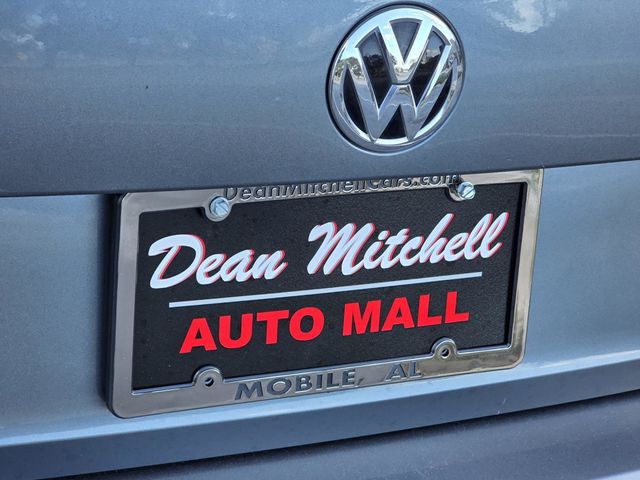 DeanMitchellCars.com
Dean Mitchell
AUTO MALL
MOBILE, AL